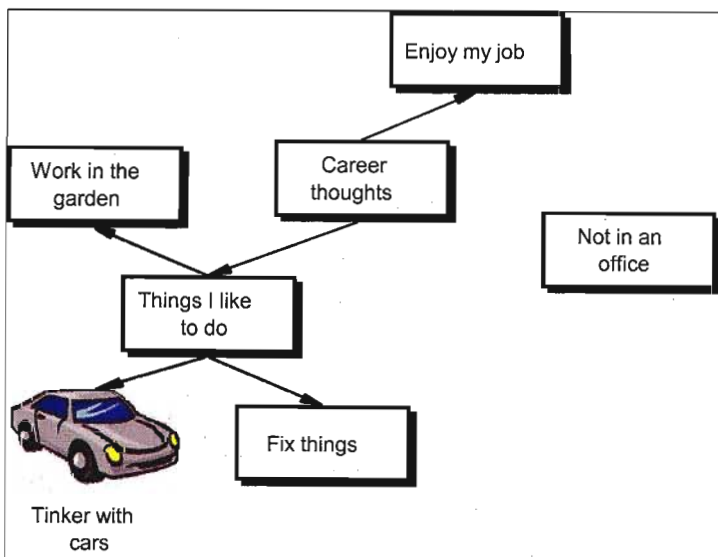 Enjoy my job
Work in the
garden
Career
thoughts
Not in an
office
Things I like
to do
Fix things
Tinker with
cars